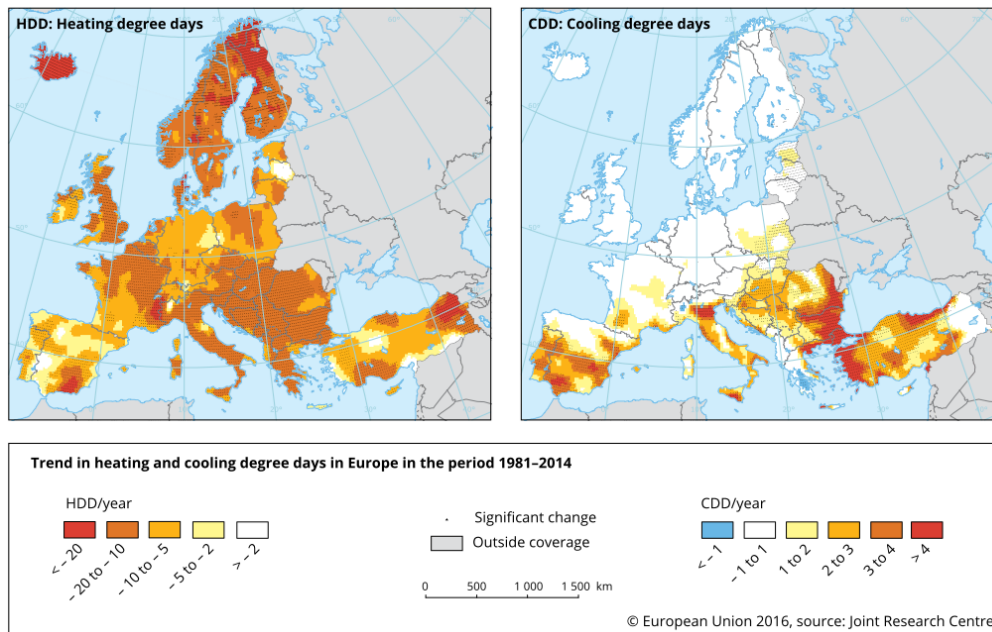 HDD: Heating degree days
CDD: Cooling degree days
Trend in heating and cooling degree days in Europe in the period 1981–2014
HDD/year
< – 20
– 20 to – 10
– 10 to – 5
– 5 to – 2
> – 2
Significant change
Outside coverage
0 500 1 000 1 500 km
CDD/year
< – 1
– 1 to 1
1 to 2
2 to 3
3 to 4
> 4
© European Union 2016, source: Joint Research Centre